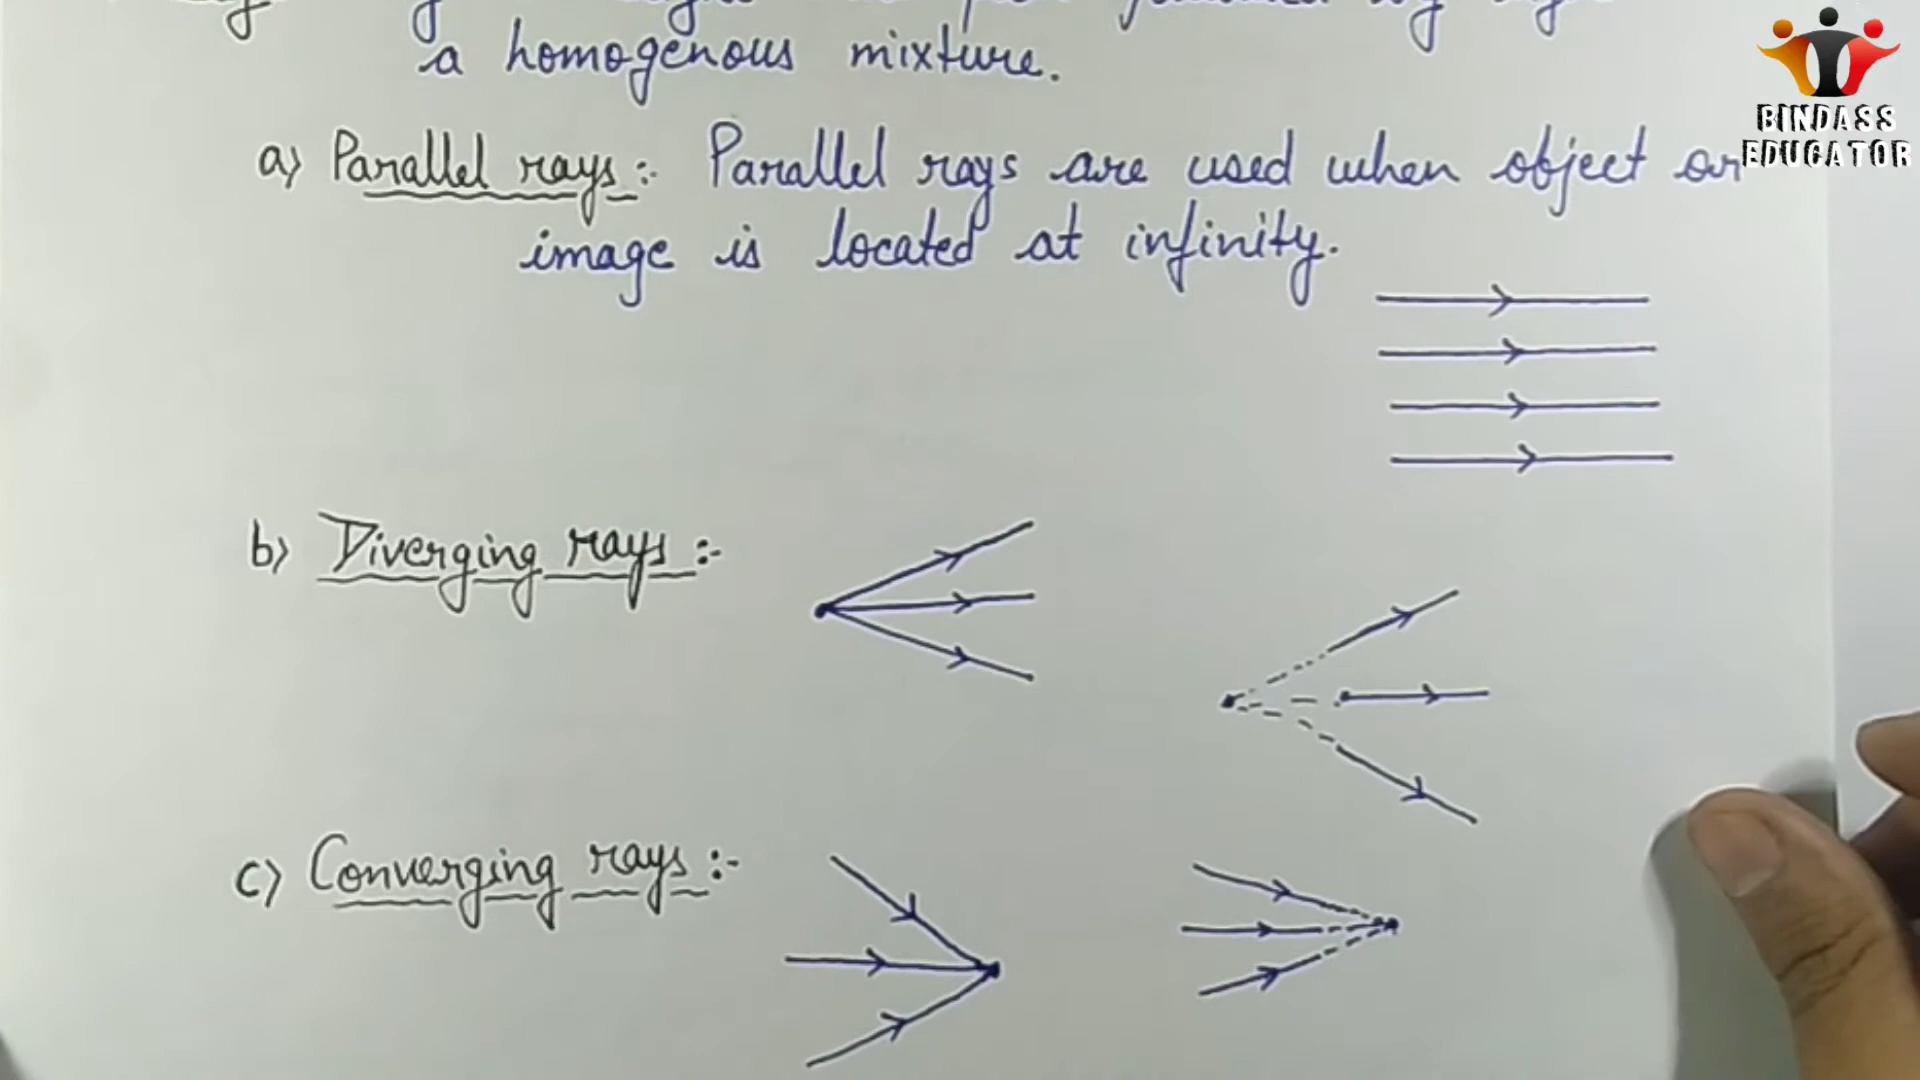 a homogenous mixture.
a) Parallel rays :- Parallel rays are used when object or
image is located at infinity.
b) Diverging rays :-
c) Converging rays :-
BINDASS
EDUCATOR